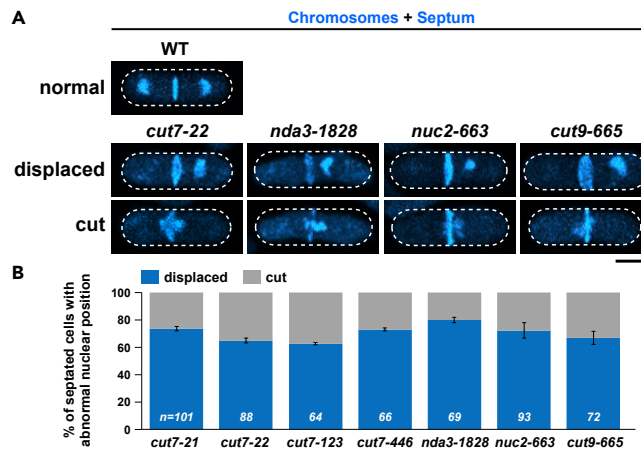 A
Chromosomes + Septum
WT
normal
cut7-22 nda3-1828 nuc2-663 cut9-665
displaced
cut
B
displaced cut
% of septated cells with
abnormal nuclear position
100
80
60
40
20
0
n=101 88 64 66 69 93 72
cut7-21 cut7-22 cut7-123 cut7-446 nda3-1828 nuc2-663 cut9-665